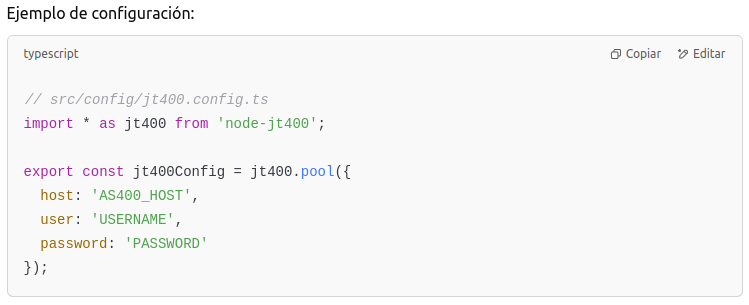 Ejemplo de configuración:
typescript Copiar Editar
// src/config/jt400.config.ts
import * as jt400 from 'node-jt400';
export const jt400Config = jt400.pool({
  host: 'AS400_HOST',
  user: 'USERNAME',
  password: 'PASSWORD'
});